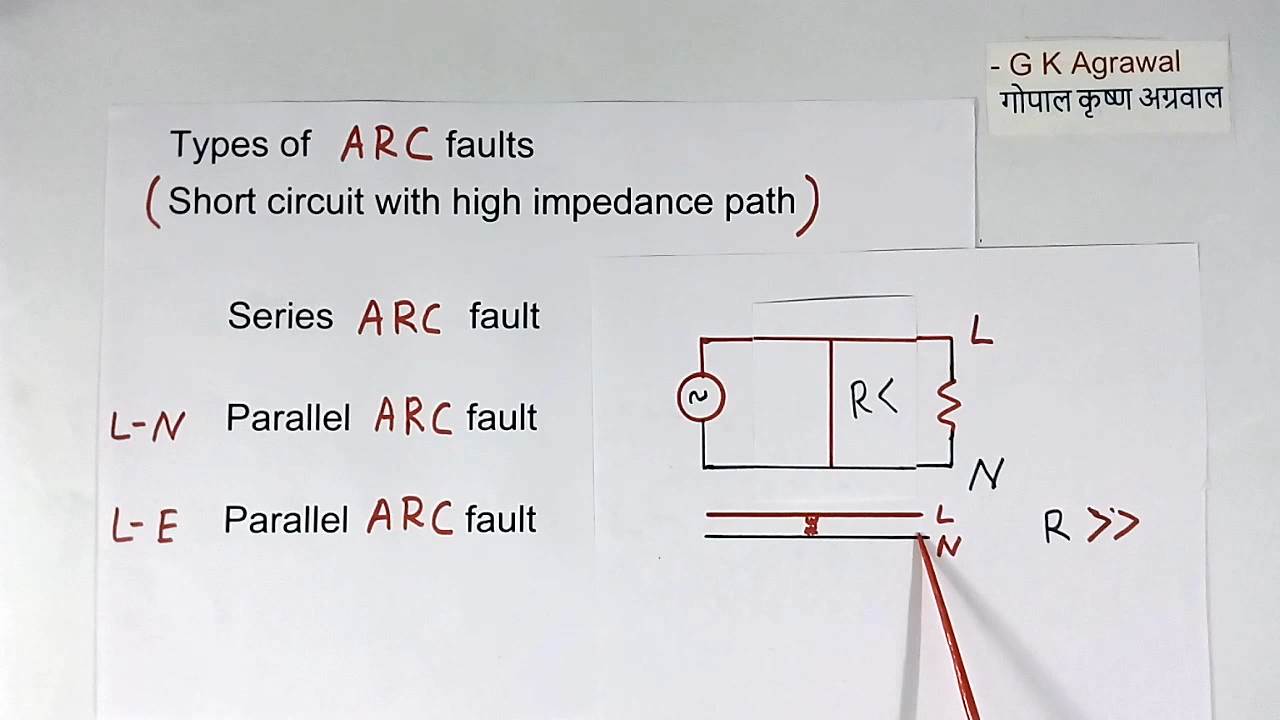 - G K Agrawal
गोपाल कृष्ण अग्रवाल
Types of ARC faults
(Short circuit with high impedance path)
Series ARC fault
L-N Parallel ARC fault
L-E Parallel ARC fault
L
~
R<
N
L
N
R >>